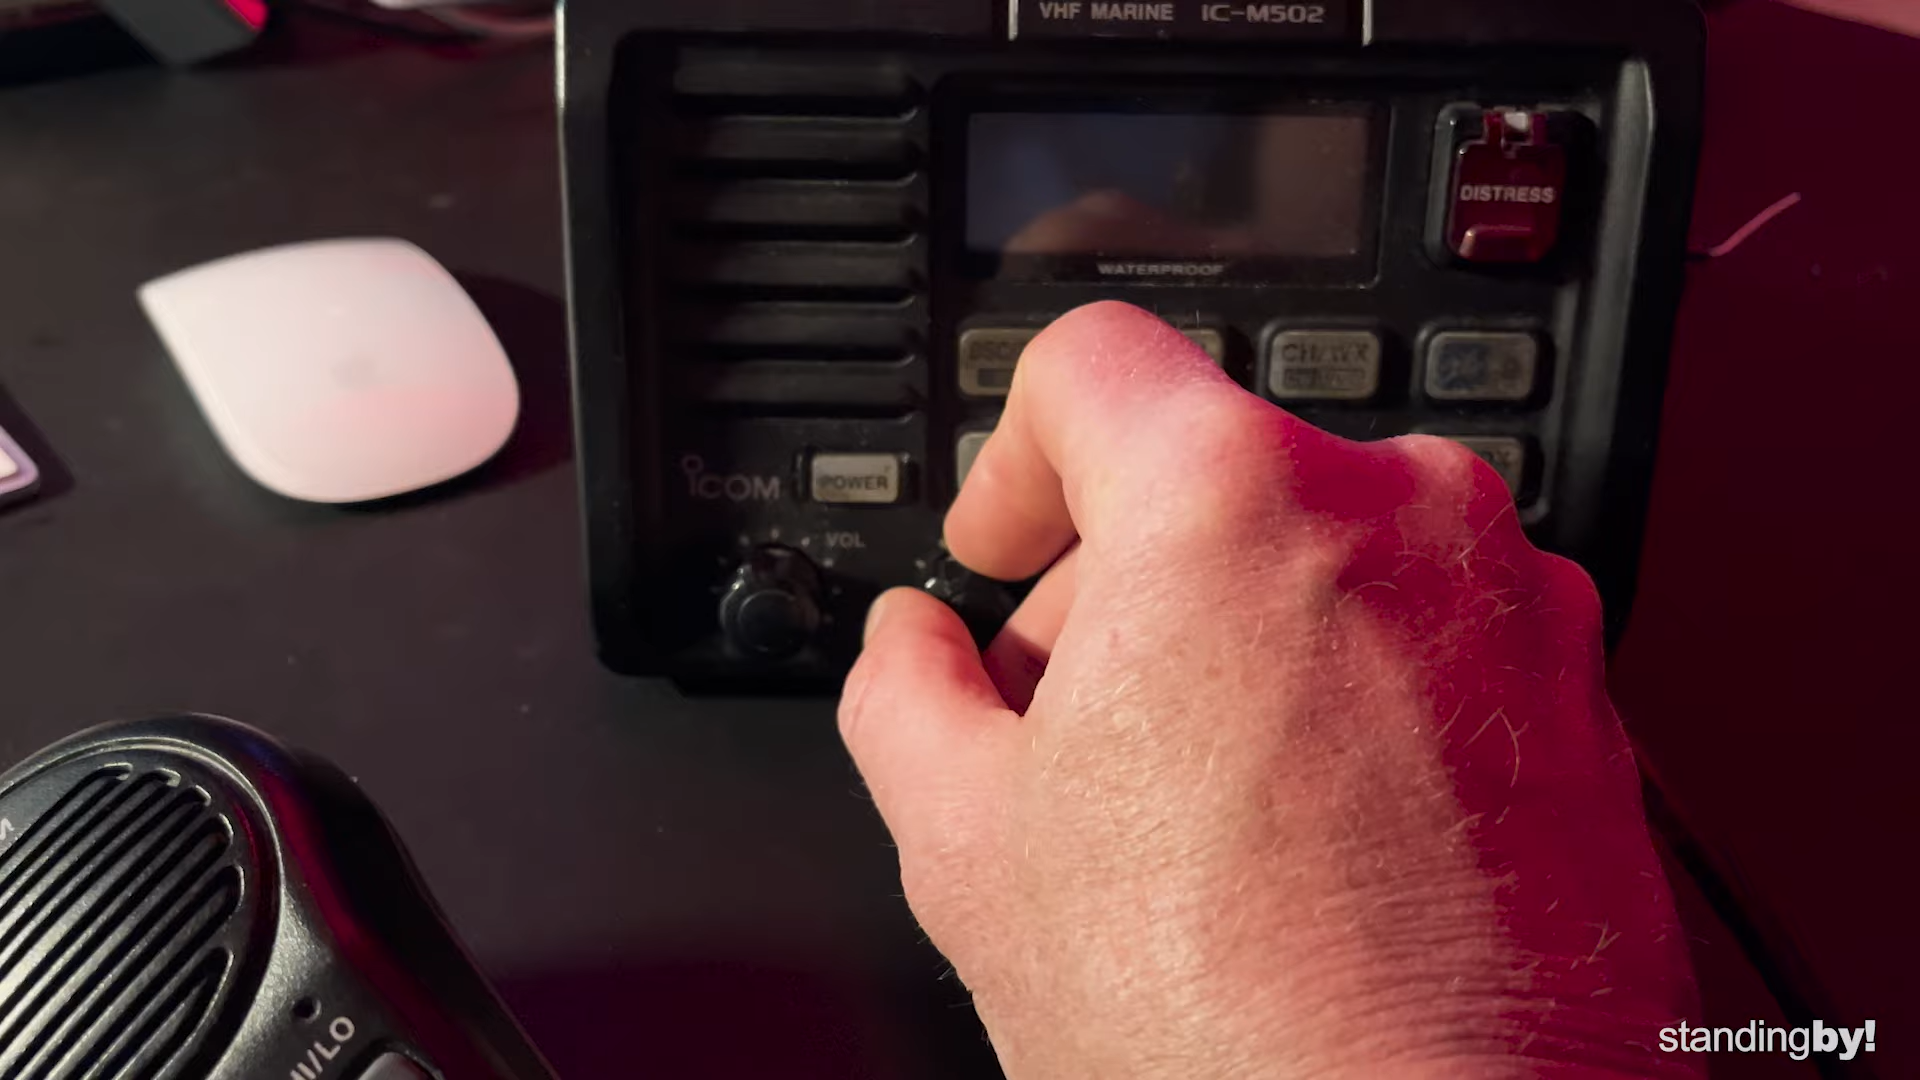 VHF MARINE IC-M502
DISTRESS
WATERPROOF
CH/WX
ICOM
POWER
VOL
HI/LO
standingby!